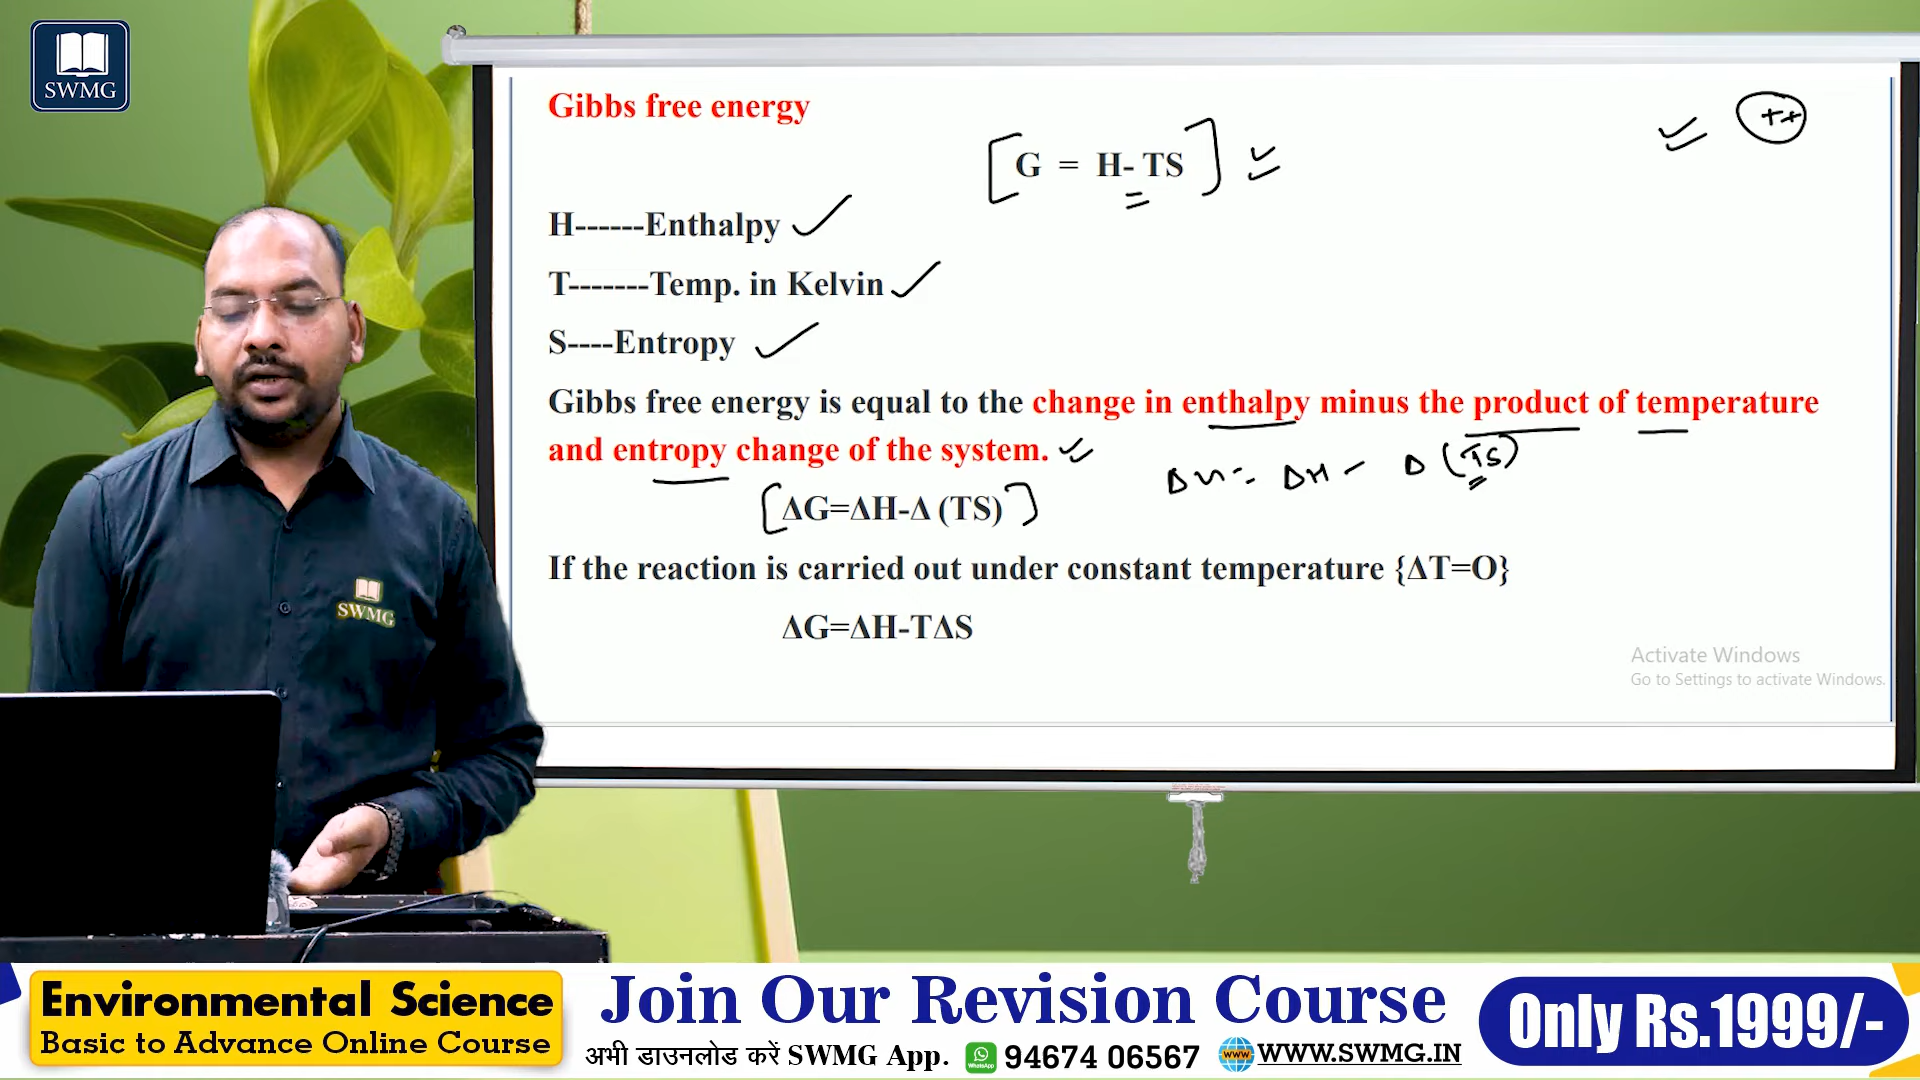 SWMG
Gibbs free energy
[G = H- TS]
++
H------Enthalpy
T-------Temp. in Kelvin
S----Entropy
Gibbs free energy is equal to the change in enthalpy minus the product of temperature
and entropy change of the system.
ΔH - Δ (TS)
[ΔG=ΔH-Δ (TS)]
If the reaction is carried out under constant temperature {ΔT=O}
ΔG=ΔH-TΔS
SWMG
Activate Windows
Go to Settings to activate Windows.
Environmental Science
Basic to Advance Online Course
Join Our Revision Course
अभी डाउनलोड करें SWMG App. WhatsApp 94674 06567 www WWW.SWMG.IN
Only Rs.1999/-